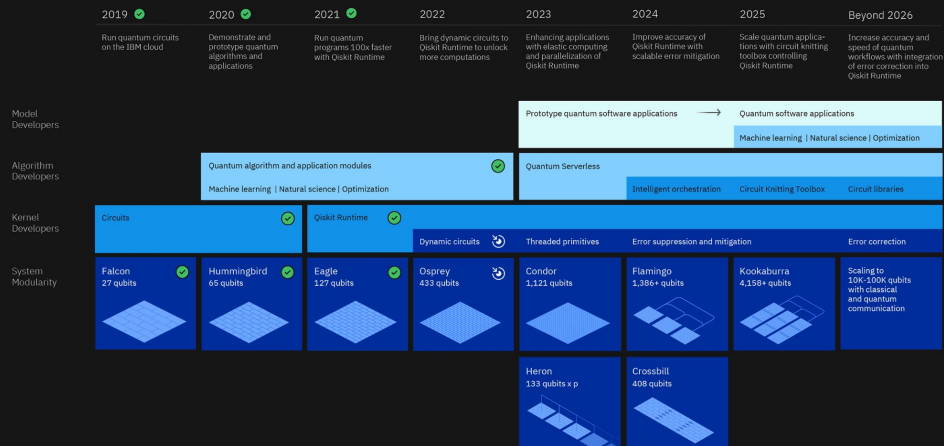 2019
2020
2021
2022
2023
2024
2025
Beyond 2026
Run quantum circuits
on the IBM cloud
Demonstrate and
prototype quantum
algorithms and
applications
Run quantum
programs 100x faster
with Qiskit Runtime
Bring dynamic circuits to
Qiskit Runtime to unlock
more computations
Enhancing applications
with elastic computing
and parallelization of
Qiskit Runtime
Improve accuracy of
Qiskit Runtime with
scalable error mitigation
Scale quantum applica-
tions with circuit knitting
toolbox controlling
Qiskit Runtime
Increase accuracy and
speed of quantum
workflows with integration
of error correction into
Qiskit Runtime
Model
Developers
Prototype quantum software applications →
Quantum software applications
Machine learning | Natural science | Optimization
Algorithm
Developers
Quantum algorithm and application modules
Machine learning | Natural science | Optimization
Quantum Serverless
Intelligent orchestration
Circuit Knitting Toolbox
Circuit libraries
Kernel
Developers
Circuits
Qiskit Runtime
Dynamic circuits
Threaded primitives
Error suppression and mitigation
Error correction
System
Modularity
Falcon
27 qubits
Hummingbird
65 qubits
Eagle
127 qubits
Osprey
433 qubits
Condor
1,121 qubits
Flamingo
1,386+ qubits
Kookaburra
4,158+ qubits
Scaling to
10K-100K qubits
with classical
and quantum
communication
Heron
133 qubits x p
Crossbill
408 qubits